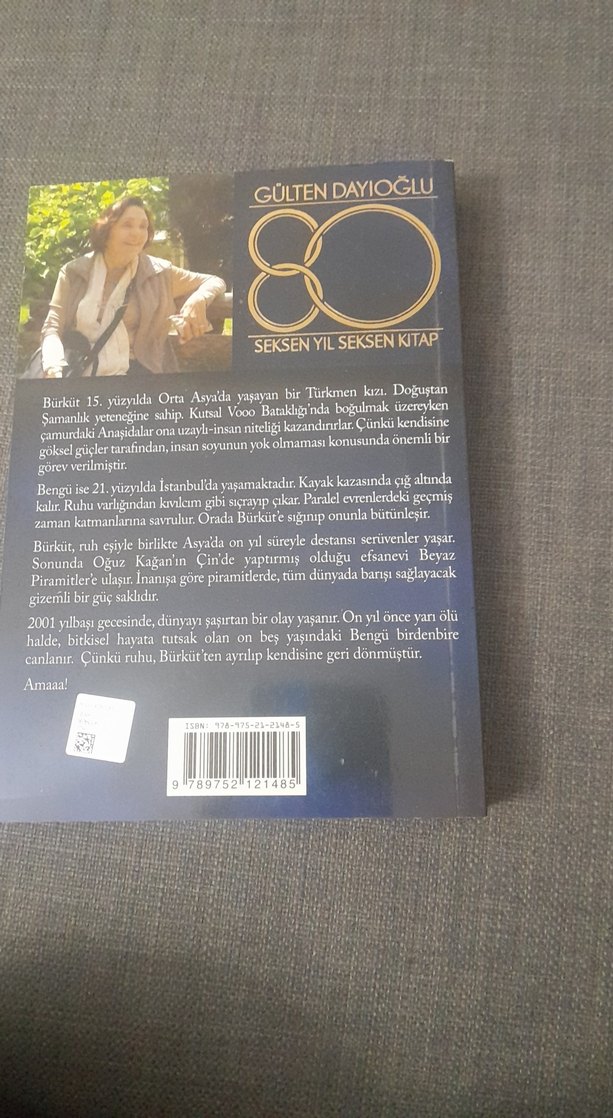 GÜLTEN DAYIOĞLU
80
SEKSEN YIL SEKSEN KİTAP
Bürküt 15. yüzyılda Orta Asya'da yaşayan bir Türkmen kızı. Doğuştan
Şamanlık yeteneğine sahip. Kutsal Vooo Bataklığı'nda boğulmak üzereyken
çamurdaki Anaşidalar ona uzaylı-insan niteliği kazandırırlar. Çünkü kendisine
göksel güçler tarafından, insan soyunun yok olmaması konusunda önemli bir
görev verilmiştir.
Bengü ise 21. yüzyılda İstanbul'da yaşamaktadır. Kayak kazasında çığ altında
kalır. Ruhu varlığından kıvılcım gibi sıçrayıp çıkar. Paralel evrenlerdeki geçmiş
zaman katmanlarına savrulur. Orada Bürküt'e sığınıp onunla bütünleşir.
Bürküt, ruh eşiyle birlikte Asya'da on yıl süreyle destansı serüvenler yaşar.
Sonunda Oğuz Kağan'ın Çin'de yaptırmış olduğu efsanevi Beyaz
Piramitler'e ulaşır. İnanışa göre piramitlerde, tüm dünyada barışı sağlayacak
gizemli bir güç saklıdır.
2001 yılbaşı gecesinde, dünyayı şaşırtan bir olay yaşanır. On yıl önce yarı ölü
halde, bitkisel hayata tutsak olan on beş yaşındaki Bengü birdenbire
canlanır. Çünkü ruhu, Bürküt'ten ayrılıp kendisine geri dönmüştür.
Amaaa!
ISBN: 978-975-21-2148-5
9 789752 121485